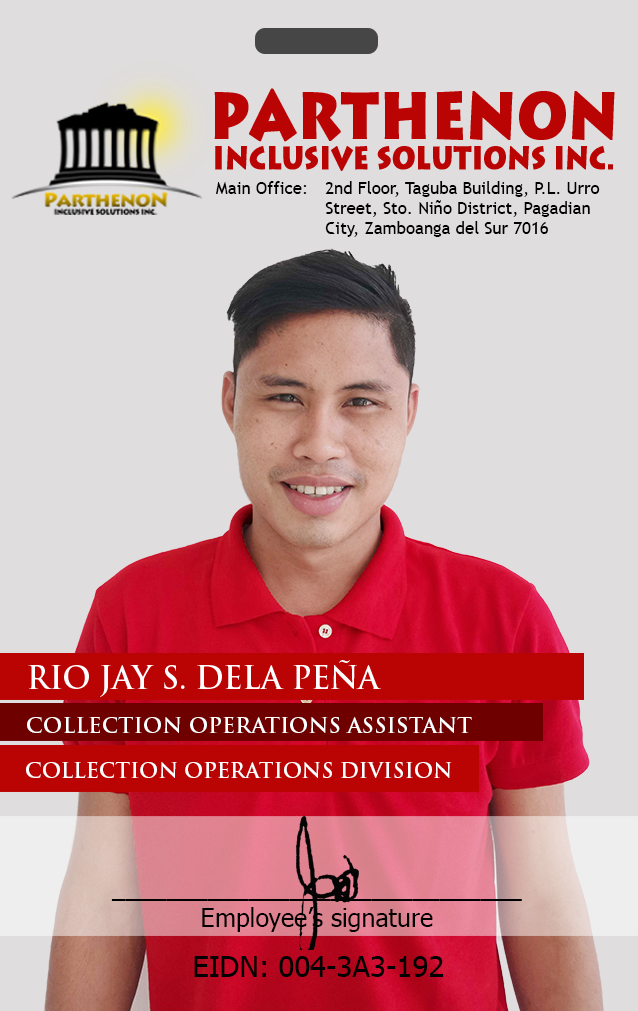 PARTHENON
INCLUSIVE SOLUTIONS INC.
PARTHENON
INCLUSIVE SOLUTIONS INC.
Main Office: 2nd Floor, Taguba Building, P.L. Urro
Street, Sto. Niño District, Pagadian
City, Zamboanga del Sur 7016
RIO JAY S. DELA PEÑA
COLLECTION OPERATIONS ASSISTANT
COLLECTION OPERATIONS DIVISION
Employee's signature
EIDN: 004-3A3-192